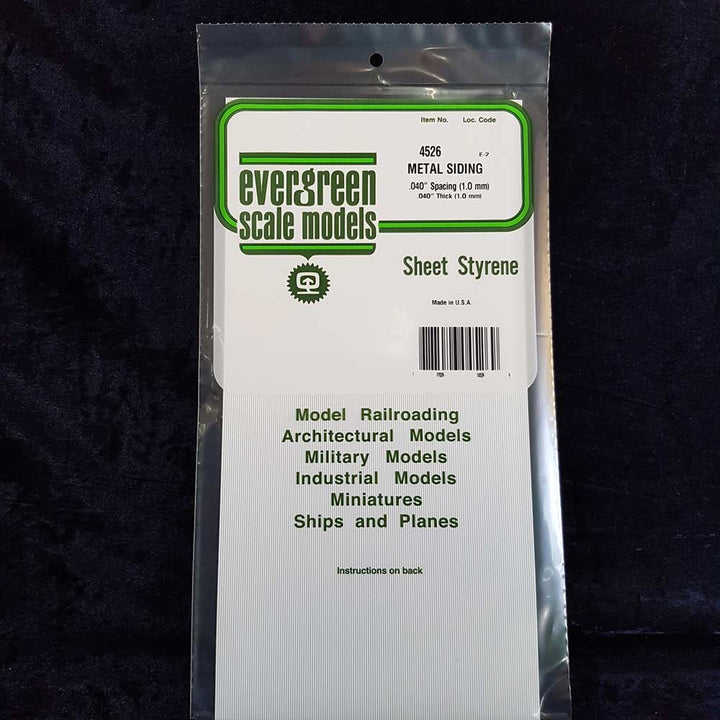 Item No. Loc. Code
4526 E-2
METAL SIDING
.040" Spacing (1.0 mm)
.040" Thick (1.0 mm)
evergreen
scale models
Sheet Styrene
Made in U.S.A
Model Railroading
Architectural Models
Military Models
Industrial Models
Miniatures
Ships and Planes
Instructions on back